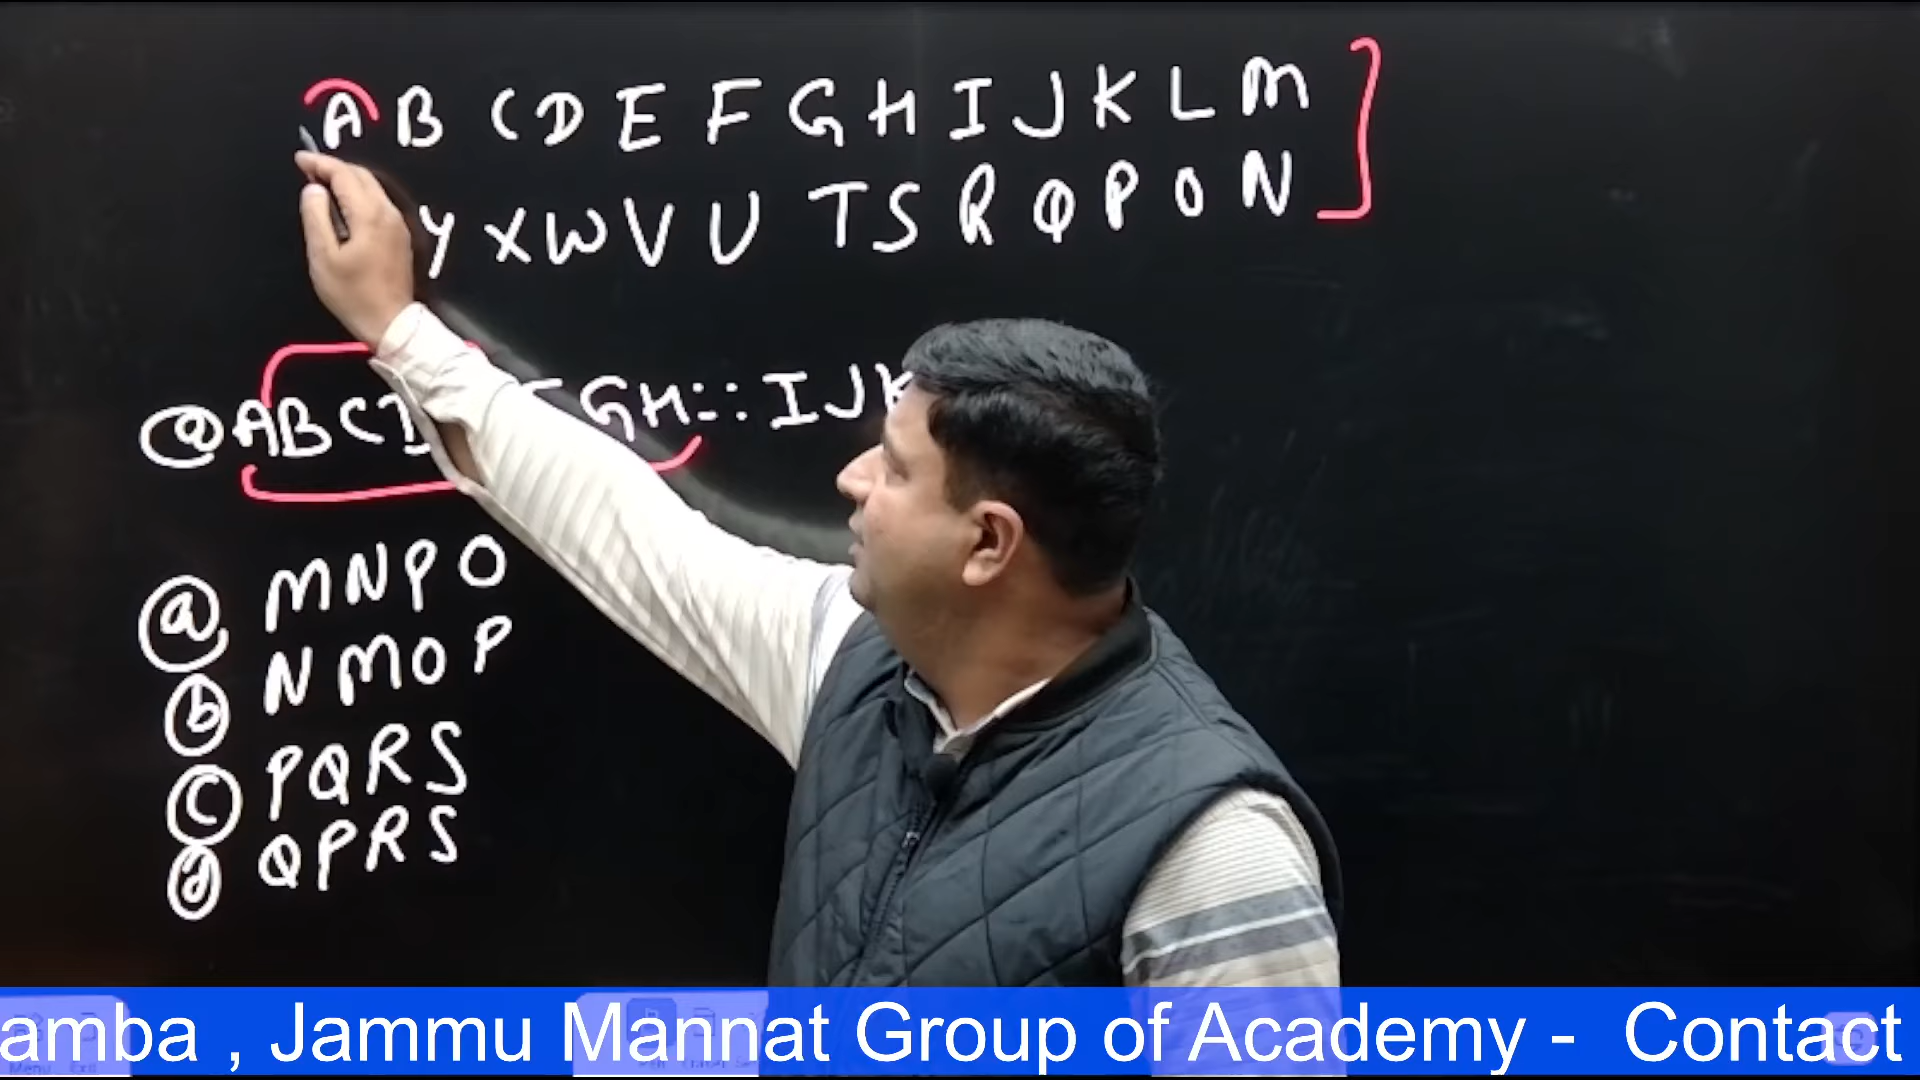 A B C D E F G H I J K L M
Y X W V U T S R Q P O N
@ A B C D GH :: I J K
a M N P O
b N M O P
c P Q R S
d Q P R S
amba , Jammu Mannat Group of Academy - Contact